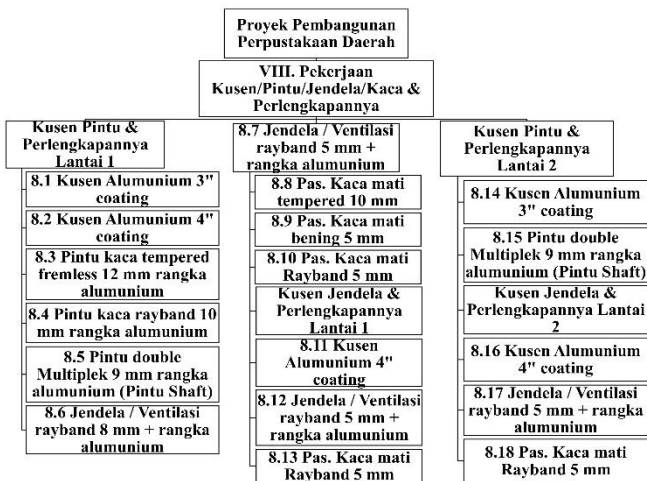 Proyek Pembangunan
Perpustakaan Daerah
VIII. Pekerjaan
Kusen/Pintu/Jendela/Kaca &
Perlengkapannya
Kusen Pintu &
Perlengkapannya
Lantai 1
8.1 Kusen Alumunium 3"
coating
8.2 Kusen Alumunium 4"
coating
8.3 Pintu kaca tempered
fremless 12 mm rangka
alumunium
8.4 Pintu kaca rayband 10
mm rangka alumunium
8.5 Pintu double
Multiplek 9 mm rangka
alumunium (Pintu Shaft)
8.6 Jendela / Ventilasi
rayband 8 mm + rangka
alumunium
8.7 Jendela / Ventilasi
rayband 5 mm +
rangka alumunium
8.8 Pas. Kaca mati
tempered 10 mm
8.9 Pas. Kaca mati
bening 5 mm
8.10 Pas. Kaca mati
Rayband 5 mm
Kusen Jendela &
Perlengkapannya
Lantai 1
8.11 Kusen
Alumunium 4"
coating
8.12 Jendela / Ventilasi
rayband 5 mm +
rangka alumunium
8.13 Pas. Kaca mati
Rayband 5 mm
Kusen Pintu &
Perlengkapannya
Lantai 2
8.14 Kusen Alumunium
3" coating
8.15 Pintu double
Multiplek 9 mm rangka
alumunium (Pintu Shaft)
Kusen Jendela &
Perlengkapannya Lantai
2
8.16 Kusen Alumunium
4" coating
8.17 Jendela / Ventilasi
rayband 5 mm + rangka
alumunium
8.18 Pas. Kaca mati
Rayband 5 mm